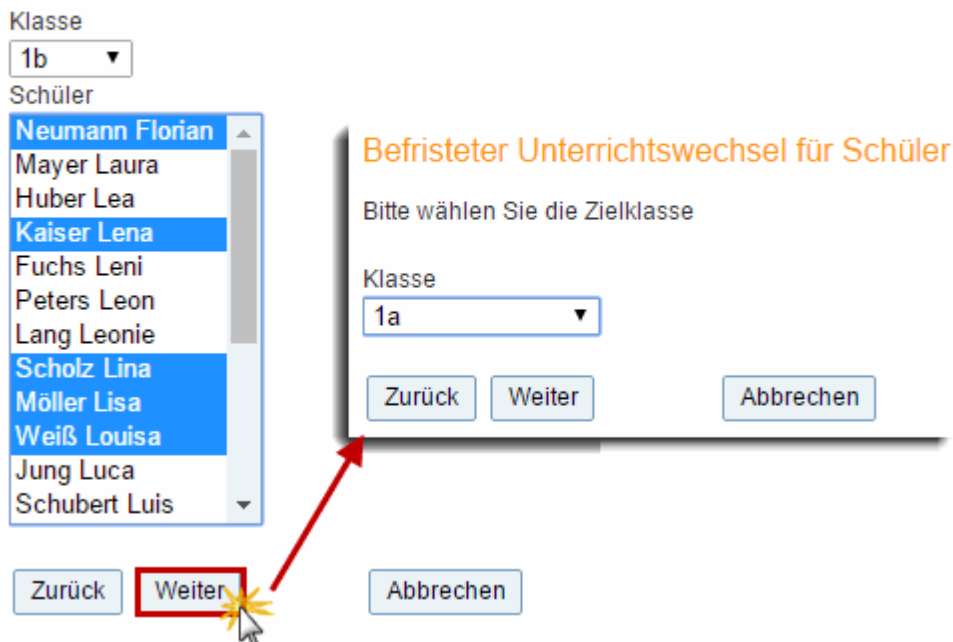 Klasse
1b
Schüler
Neumann Florian
Mayer Laura
Huber Lea
Kaiser Lena
Fuchs Leni
Peters Leon
Lang Leonie
Scholz Lina
Möller Lisa
Weiß Louisa
Jung Luca
Schubert Luis
Zurück Weiter Abbrechen
Befristeter Unterrichtswechsel für Schüler
Bitte wählen Sie die Zielklasse
Klasse
1a
Zurück Weiter Abbrechen